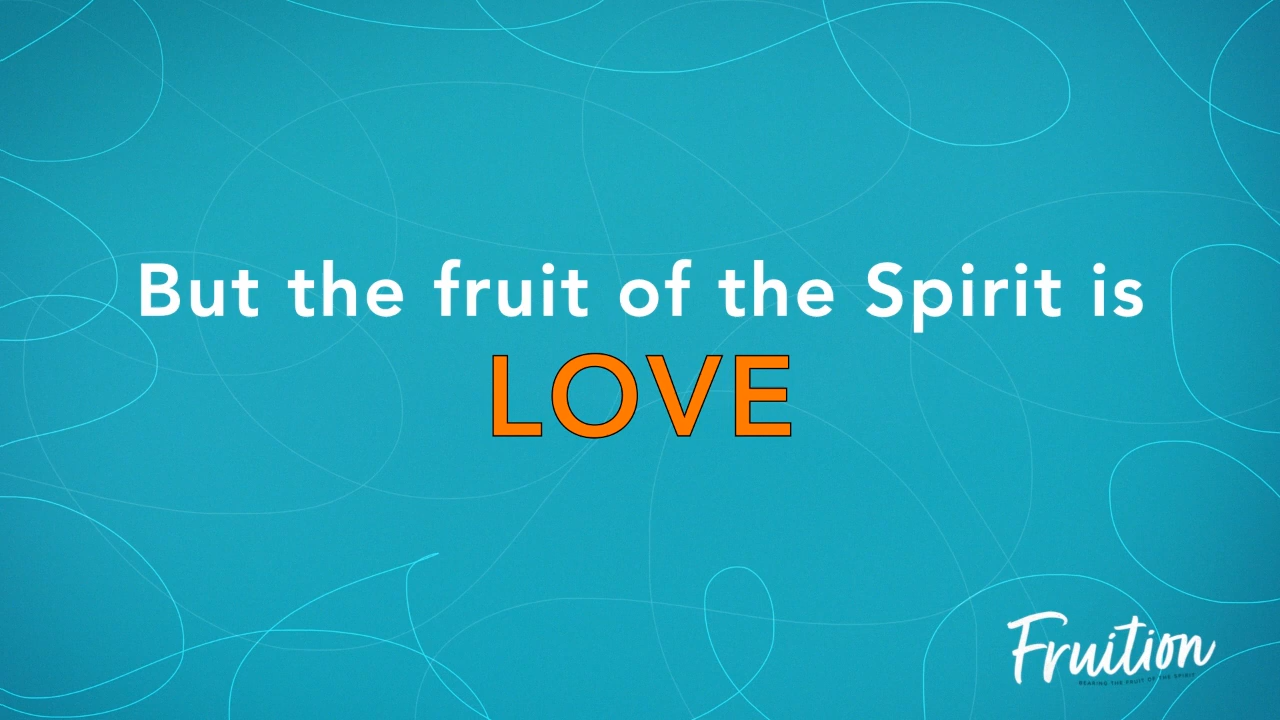 But the fruit of the Spirit is
LOVE
Fruition
BEARING THE FRUIT OF THE SPIRIT